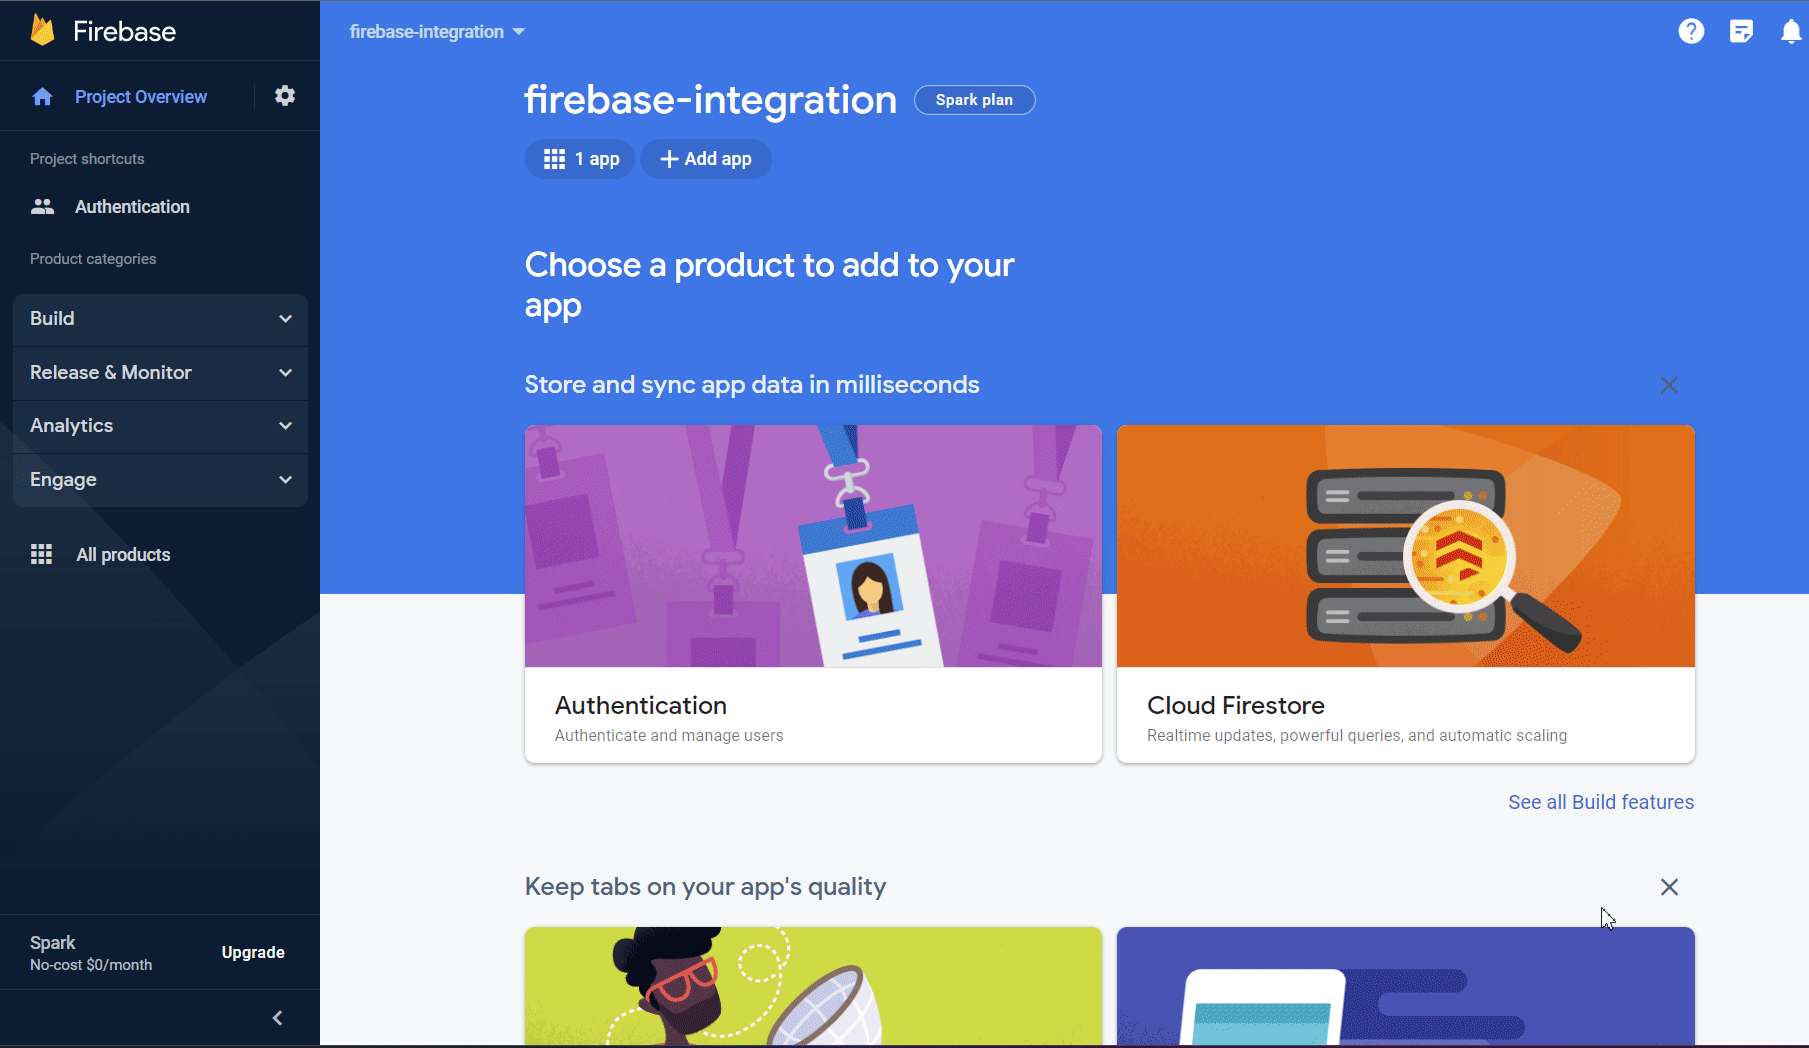 Firebase
Project Overview
Project shortcuts
Authentication
Product categories
Build
Release & Monitor
Analytics
Engage
All products
Spark
No-cost $0/month
Upgrade
firebase-integration
firebase-integration
Spark plan
1 app
Add app
Choose a product to add to your
app
Store and sync app data in milliseconds
Authentication
Authenticate and manage users
Cloud Firestore
Realtime updates, powerful queries, and automatic scaling
See all Build features
Keep tabs on your app's quality